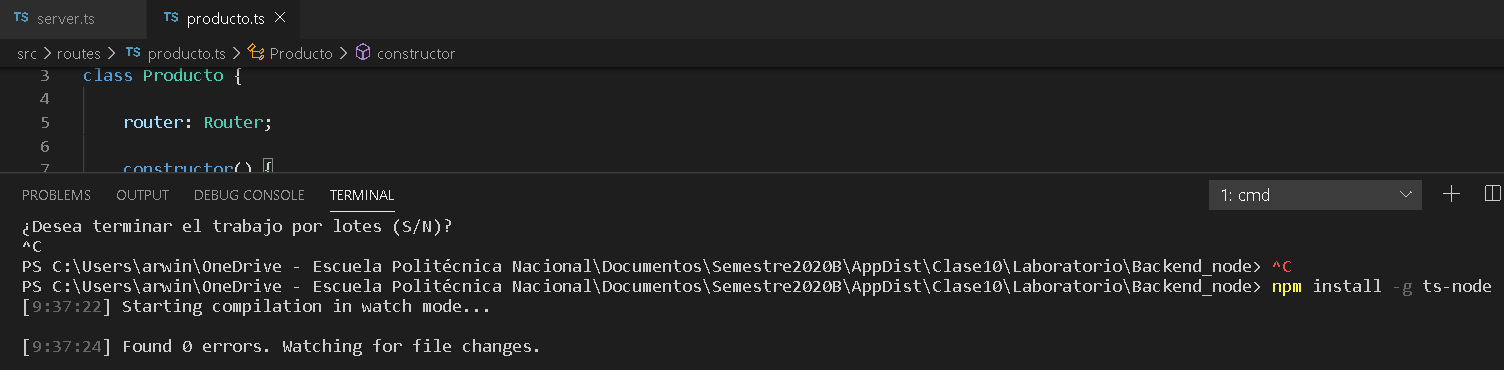 TS server.ts TS producto.ts ×
src > routes > TS producto.ts > Producto > constructor
3 class Producto {
4
5 router: Router;
6
7 constructor() {
PROBLEMS OUTPUT DEBUG CONSOLE TERMINAL 1: cmd
¿Desea terminar el trabajo por lotes (S/N)?
^C
PS C:\Users\arwin\OneDrive - Escuela Politécnica Nacional\Documentos\Semestre2020B\AppDist\Clase10\Laboratorio\Backend_node> ^C
PS C:\Users\arwin\OneDrive - Escuela Politécnica Nacional\Documentos\Semestre2020B\AppDist\Clase10\Laboratorio\Backend_node> npm install -g ts-node
[9:37:22] Starting compilation in watch mode...
[9:37:24] Found 0 errors. Watching for file changes.